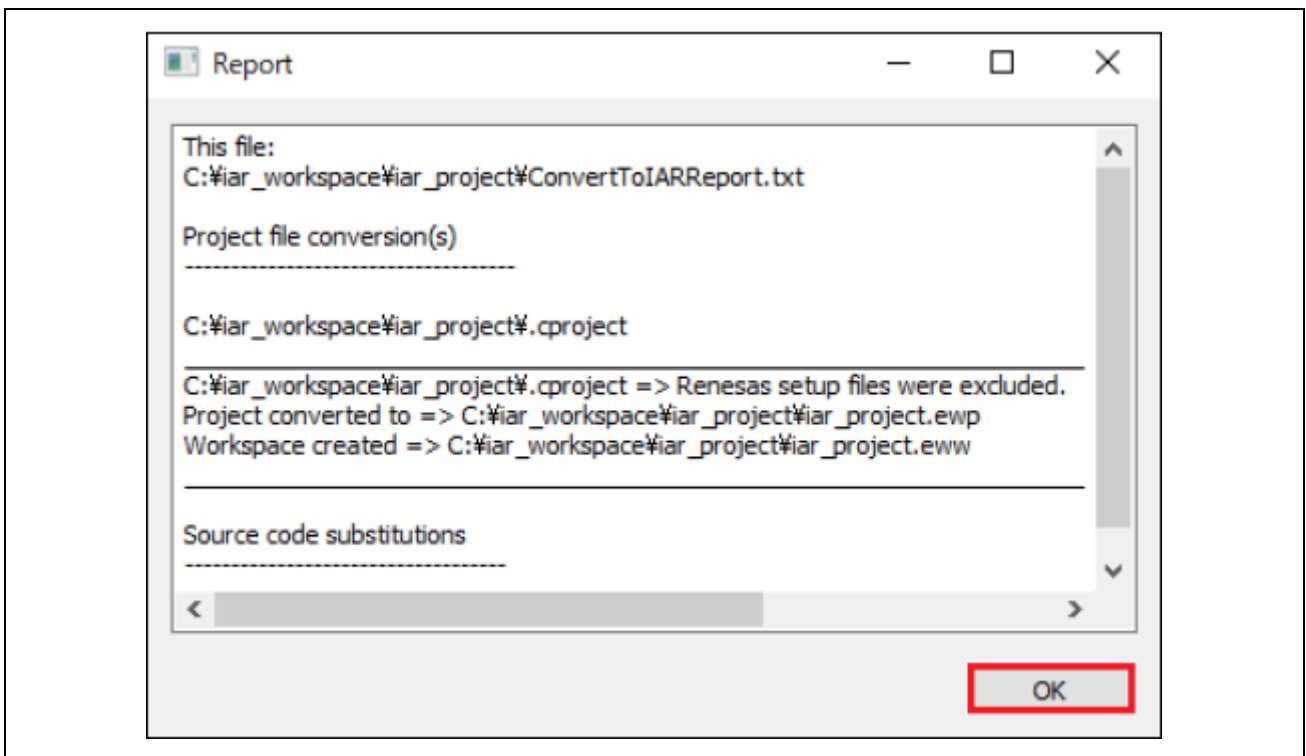 Report
This file:
C:¥iar_workspace¥iar_project¥ConvertToIARReport.txt
Project file conversion(s)
------------------------------------
C:¥iar_workspace¥iar_project¥.cproject
C:¥iar_workspace¥iar_project¥.cproject => Renesas setup files were excluded.
Project converted to => C:¥iar_workspace¥iar_project¥iar_project.ewp
Workspace created => C:¥iar_workspace¥iar_project¥iar_project.eww
Source code substitutions
-----------------------------------
OK